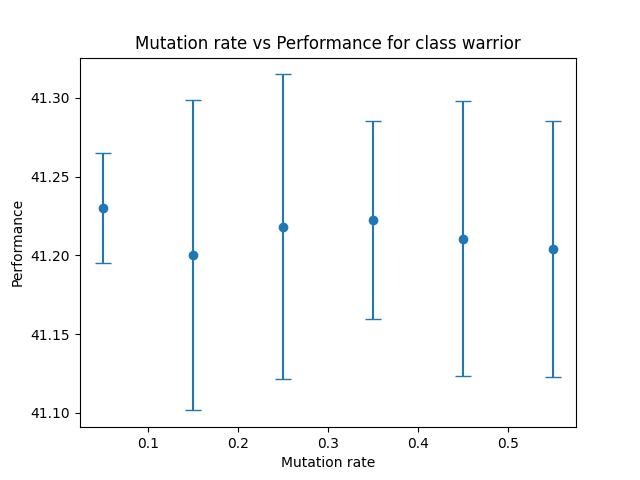 Mutation rate vs Performance for class warrior
41.30
41.25
41.20
41.15
41.10
Performance
0.1 0.2 0.3 0.4 0.5
Mutation rate